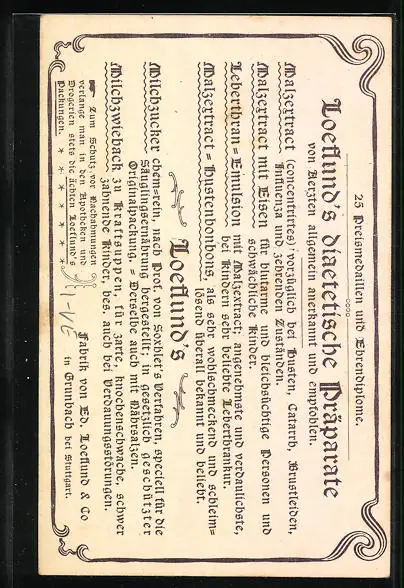 25 Preismedaillen und Ehrendiplome.
Loeflund's diaetetische Präparate
von Aerzten allgemein anerkannt und empfohlen.
Malzextract (concentrirtes) vorzüglich bei Husten, Catarrh, Brustleiden,
Influenza und zehrenden Zuständen.
Malzextract mit Eisen für blutarme und bleichsüchtige Personen und
schwächliche Kinder.
Leberthran=Emulsion mit Malzextract; angenehmste und verdaulichste,
bei Kindern sehr beliebte Leberthrankur.
Malzextract=Hustenbonbons, als sehr wohlschmeckend und schleim=
lösend überall bekannt und beliebt.
Loeflund's
Milchzucker chem=rein, nach Prof. von Soxhlet's Verfahren, speciell für die
Säuglingsernährung hergestellt; in gesetzlich geschützter
Originalpackung. = Derselbe auch mit Nährsalzen.
Milchzwieback zu Kraftsuppen, für zarte, knochenschwache, schwer
zahnende Kinder, bes. auch bei Verdauungsstörungen.
Zum Schutz vor Nachahmungen
verlange man in den Apotheken und
Drogerien stets die ächten Loeflund's
Packungen. * * * * * * *
Fabrik von Ed. Loeflund & Co
in Grunbach bei Stuttgart.